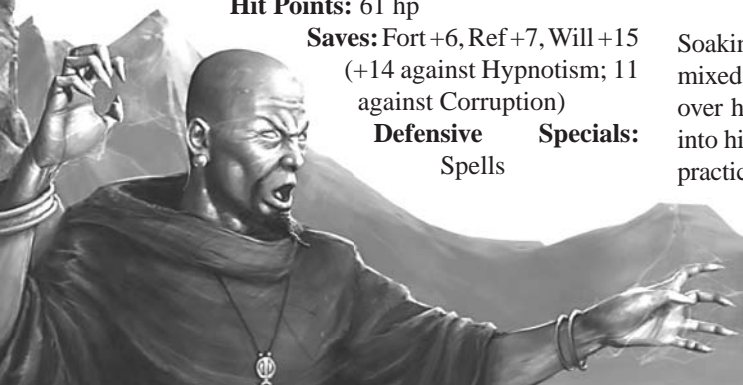 Hit Points: 61 hp
Saves: Fort +6, Ref +7, Will +15
(+14 against Hypnotism; 11
against Corruption)
Defensive Specials:
Spells
mixed
over h
into hi
practic